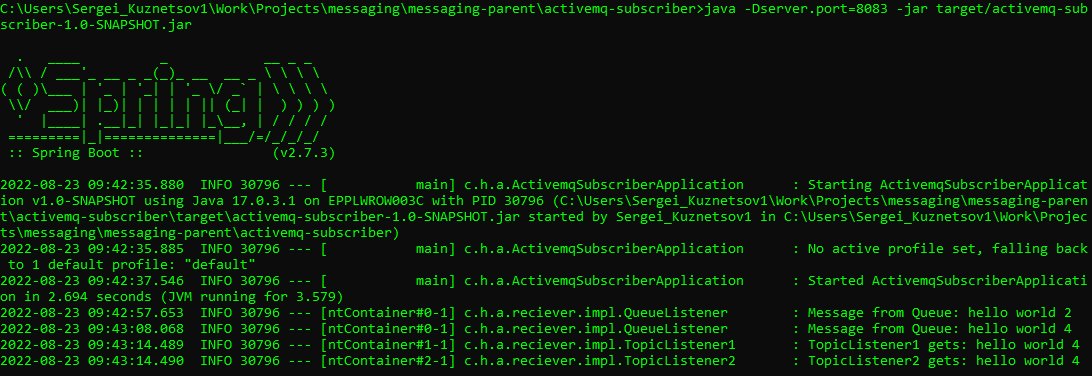 C:\Users\Sergei_Kuznetsov1\Work\Projects\messaging\messaging-parent\activemq-subscriber>java -Dserver.port=8083 -jar target/activemq-sub
scriber-1.0-SNAPSHOT.jar
  .   ____          _            __ _ _
 /\\ / ___'_ __ _ _(_)_ __  __ _ \ \ \ \
( ( )\___ | '_ | '_| | '_ \/ _` | \ \ \ \
 \\/  ___)| |_)| | | | | || (_| |  ) ) ) )
  '  |____| .__|_| |_|_| |_\__, | / / / /
 =========|_|==============|___/=/_/_/_/
 :: Spring Boot ::                (v2.7.3)
2022-08-23 09:42:35.880  INFO 30796 --- [           main] c.h.a.ActivemqSubscriberApplication      : Starting ActivemqSubscriberApplicat
ion v1.0-SNAPSHOT using Java 17.0.3.1 on EPPLWROW003C with PID 30796 (C:\Users\Sergei_Kuznetsov1\Work\Projects\messaging\messaging-paren
t\activemq-subscriber\target\activemq-subscriber-1.0-SNAPSHOT.jar started by Sergei_Kuznetsov1 in C:\Users\Sergei_Kuznetsov1\Work\Projec
ts\messaging\messaging-parent\activemq-subscriber)
2022-08-23 09:42:35.885  INFO 30796 --- [           main] c.h.a.ActivemqSubscriberApplication      : No active profile set, falling back
 to 1 default profile: "default"
2022-08-23 09:42:37.546  INFO 30796 --- [           main] c.h.a.ActivemqSubscriberApplication      : Started ActivemqSubscriberApplicati
on in 2.694 seconds (JVM running for 3.579)
2022-08-23 09:42:57.653  INFO 30796 --- [ntContainer#0-1] c.h.a.reciever.impl.QueueListener        : Message from Queue: hello world 2
2022-08-23 09:43:08.068  INFO 30796 --- [ntContainer#0-1] c.h.a.reciever.impl.QueueListener        : Message from Queue: hello world 4
2022-08-23 09:43:14.489  INFO 30796 --- [ntContainer#1-1] c.h.a.reciever.impl.TopicListener1       : TopicListener1 gets: hello world 4
2022-08-23 09:43:14.490  INFO 30796 --- [ntContainer#2-1] c.h.a.reciever.impl.TopicListener2       : TopicListener2 gets: hello world 4